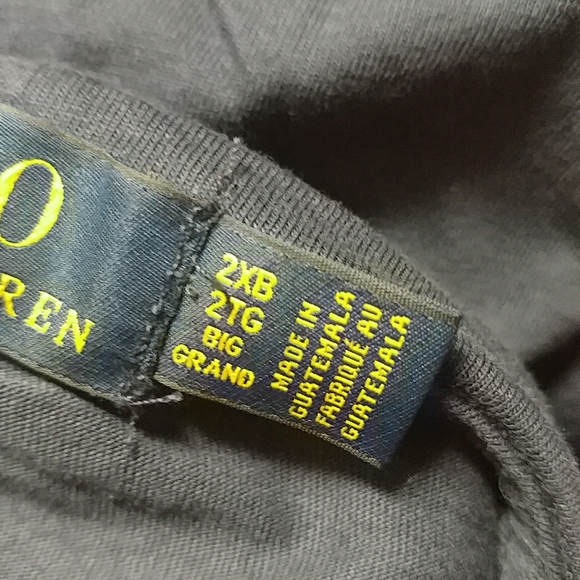 O
REN
2XB
2TG
BIG
GRAND
MADE IN
GUATEMALA
FABRIQUÉ AU
GUATEMALA